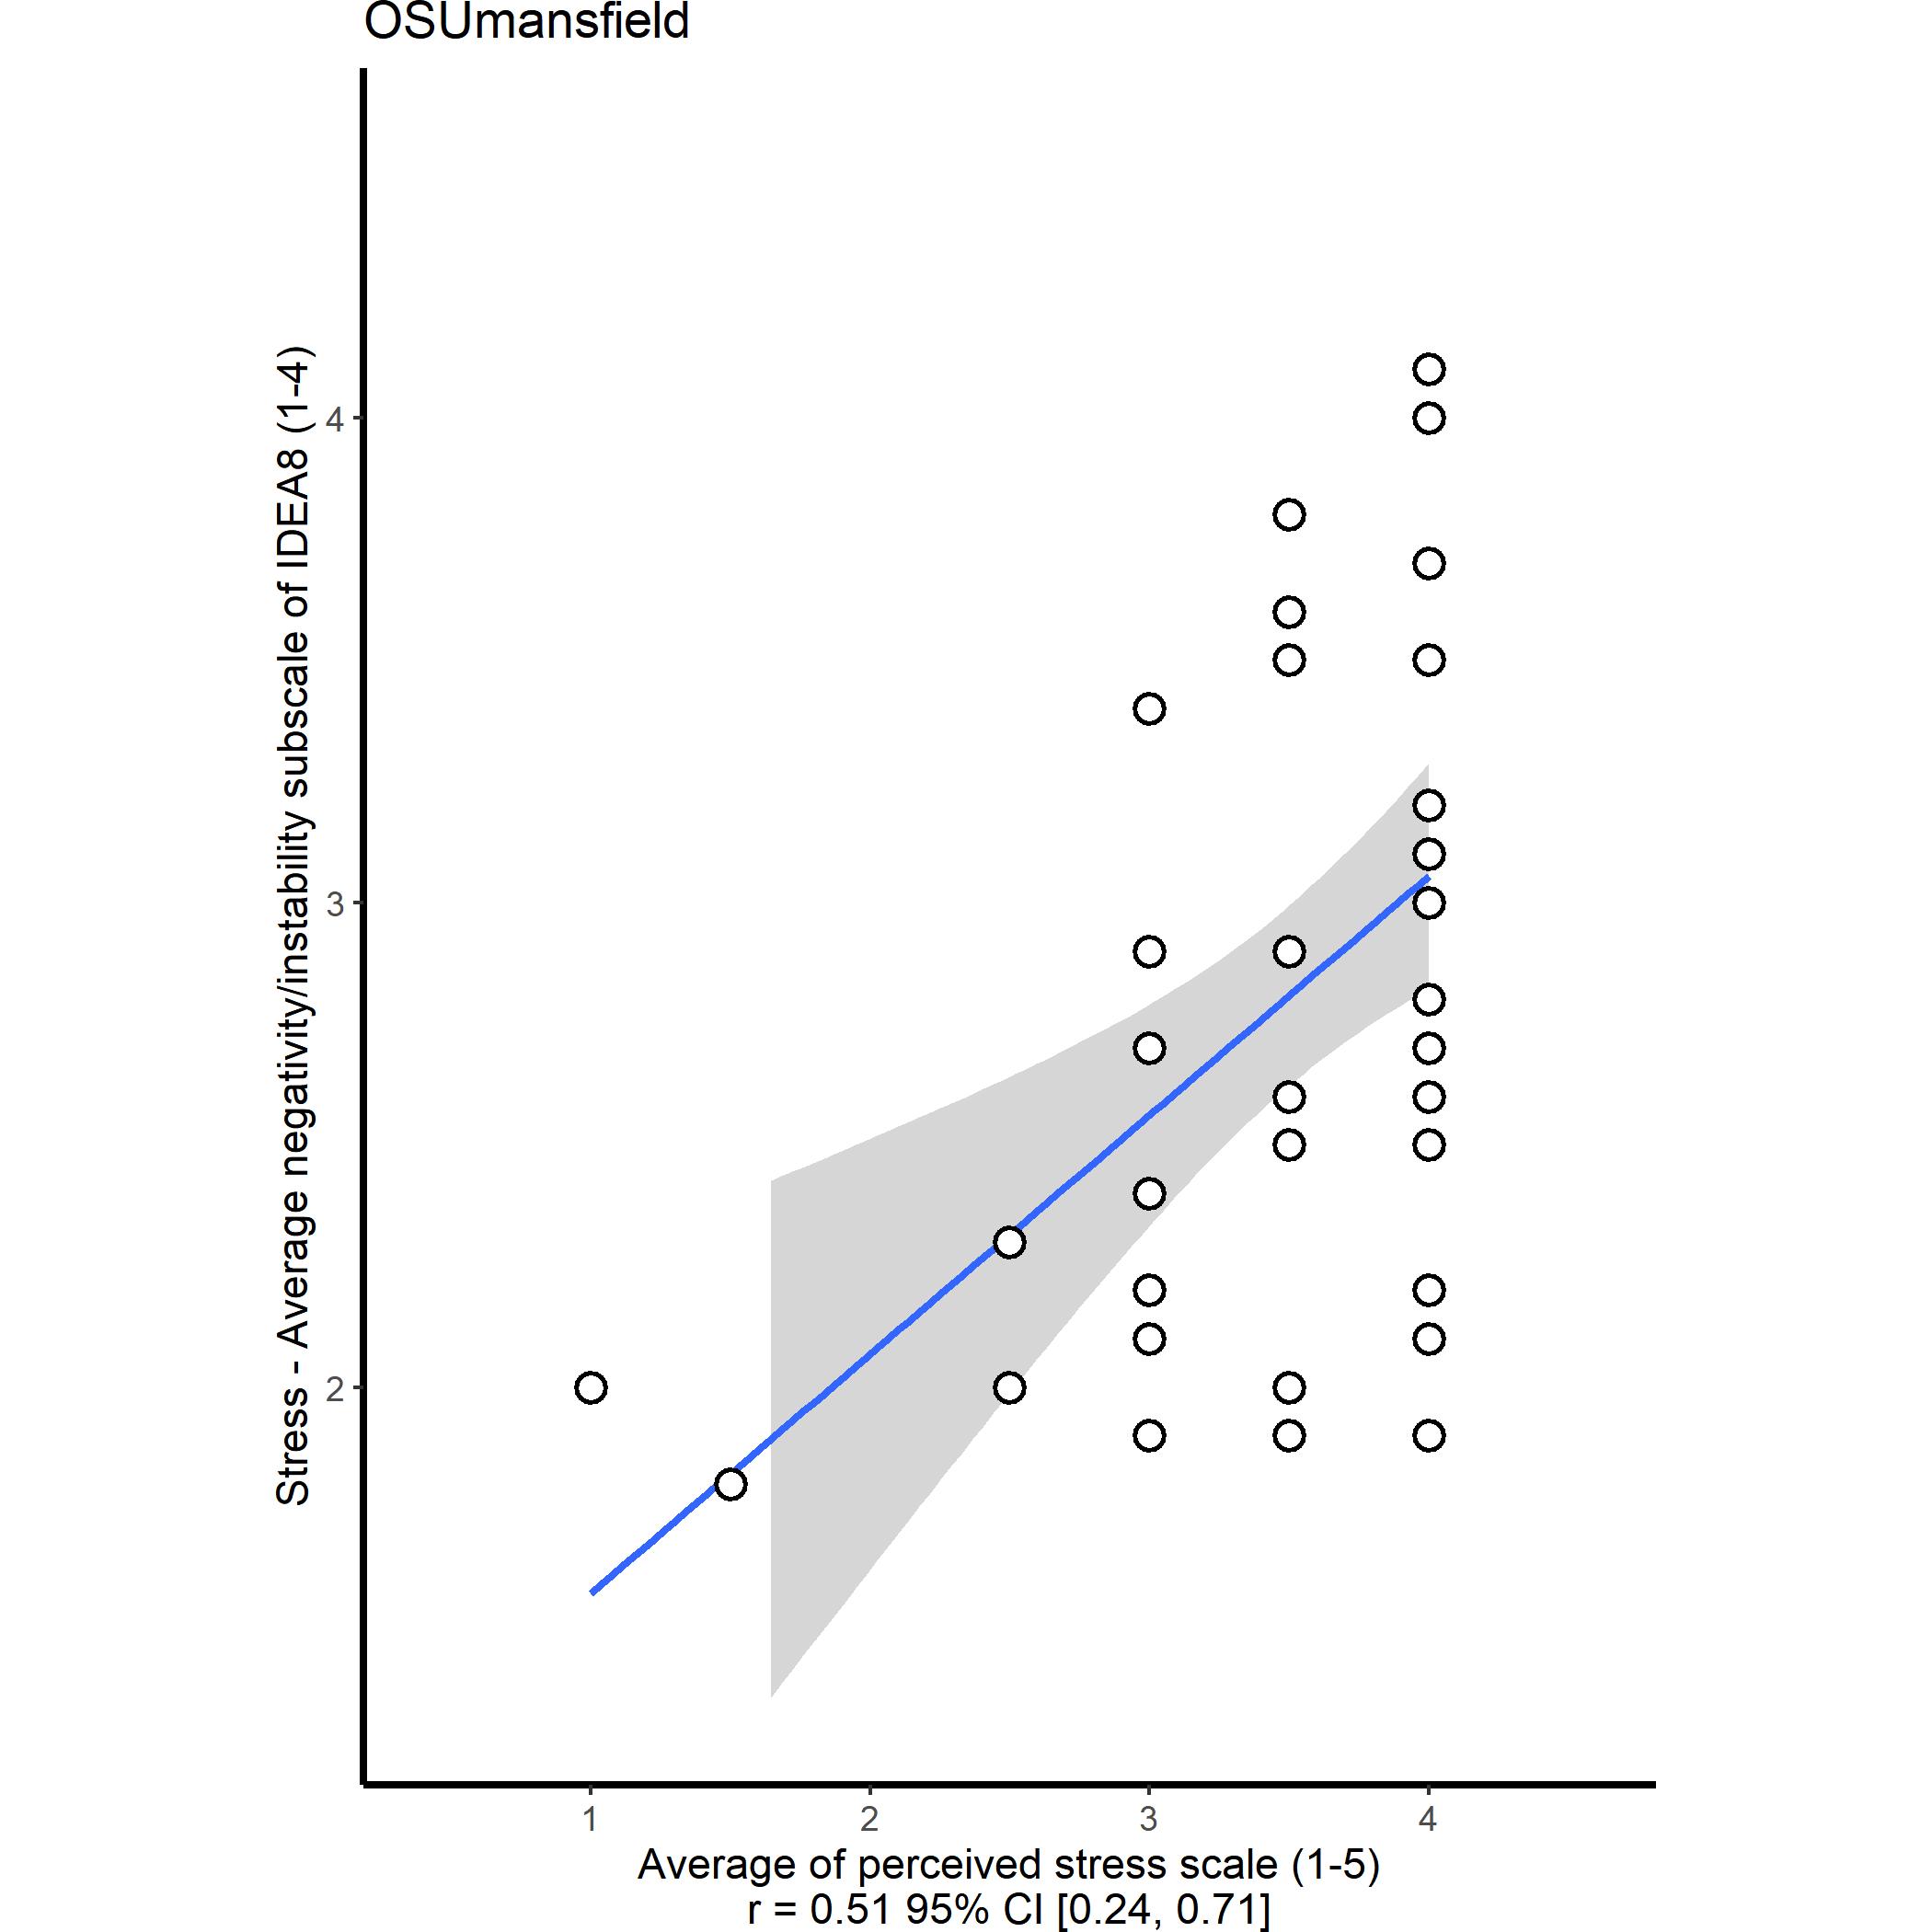 OSUmansfield
Stress - Average negativity/instability subscale of IDEA8 (1-4)
4
3
2
1
2
3
4
Average of perceived stress scale (1-5)
r = 0.51 95% CI [0.24, 0.71]